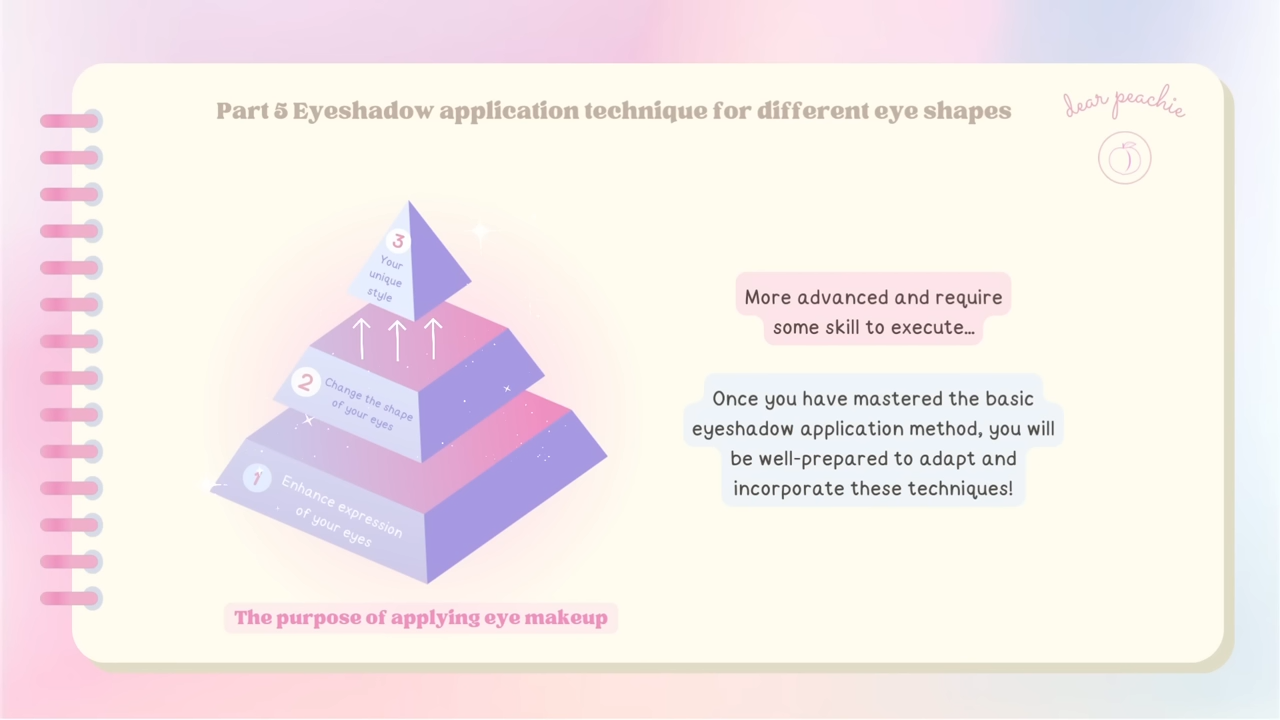 Part 5 Eyeshadow application technique for different eye shapes
dear peachie
3
Your
unique
style
2
Change the shape
of your eyes
1
Enhance expression
of your eyes
The purpose of applying eye makeup
More advanced and require
some skill to execute...
Once you have mastered the basic
eyeshadow application method, you will
be well-prepared to adapt and
incorporate these techniques!